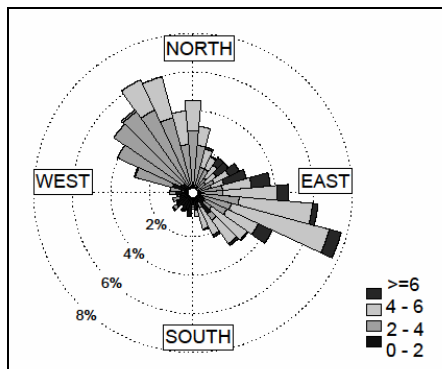 NORTH
WEST
EAST
2%
4%
6%
8%
SOUTH
>=6
4 - 6
2 - 4
0 - 2